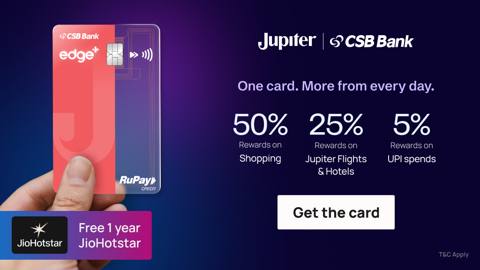 CSB Bank
edge+
RuPay
CREDIT
JioHotstar
Free 1 year
JioHotstar
Jupiter | CSB Bank
One card. More from every day.
50%
Rewards on
Shopping
25%
Rewards on
Jupiter Flights
& Hotels
5%
Rewards on
UPI spends
Get the card
T&C Apply